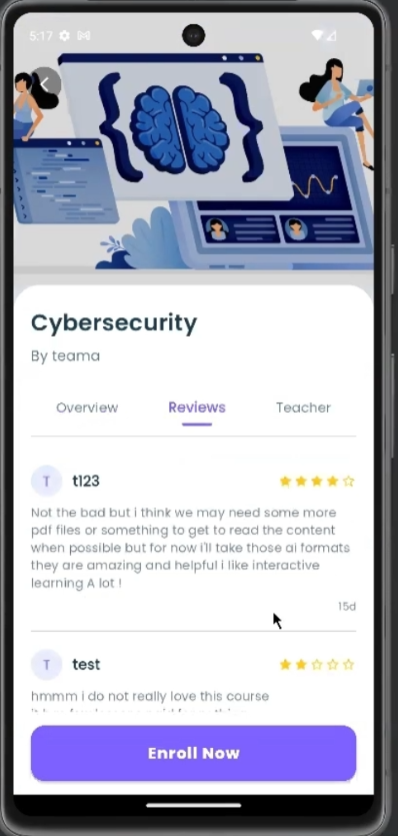 5:17
Cybersecurity
By teama
Overview Reviews Teacher
T t123
Not the bad but i think we may need some more
pdf files or something to get to read the content
when possible but for now i'll take those ai formats
they are amazing and helpful i like interactive
learning A lot !
15d
T test
hmmm i do not really love this course
Enroll Now